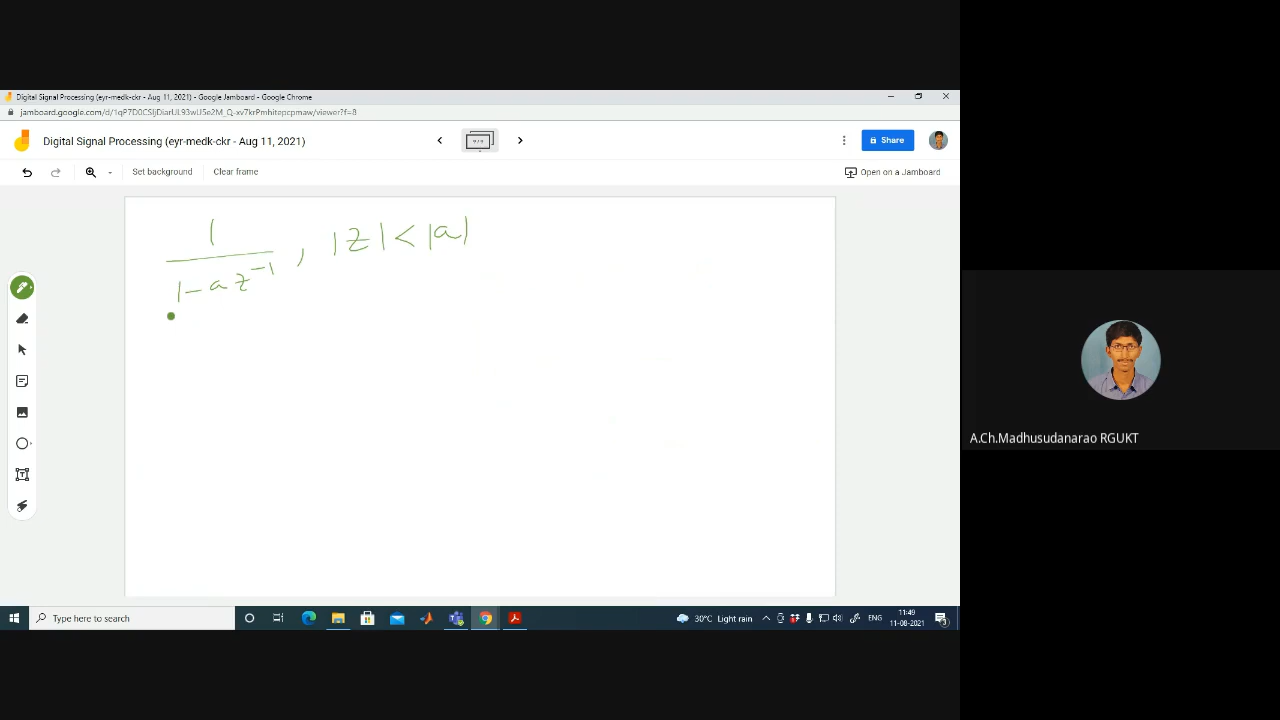 Digital Signal Processing (eyr-medk-ckr - Aug 11, 2021) - Google Jamboard - Google Chrome
Digital Signal Processing (eyr-medk-ckr - Aug 11, 2021)
Share
Set background
Clear frame
Open on a Jamboard
1
1 - az⁻¹
, |z| < |a|
A.Ch.Madhusudanarao RGUKT
Type here to search
30°C Light rain
ENG
11:49
11-08-2021
3